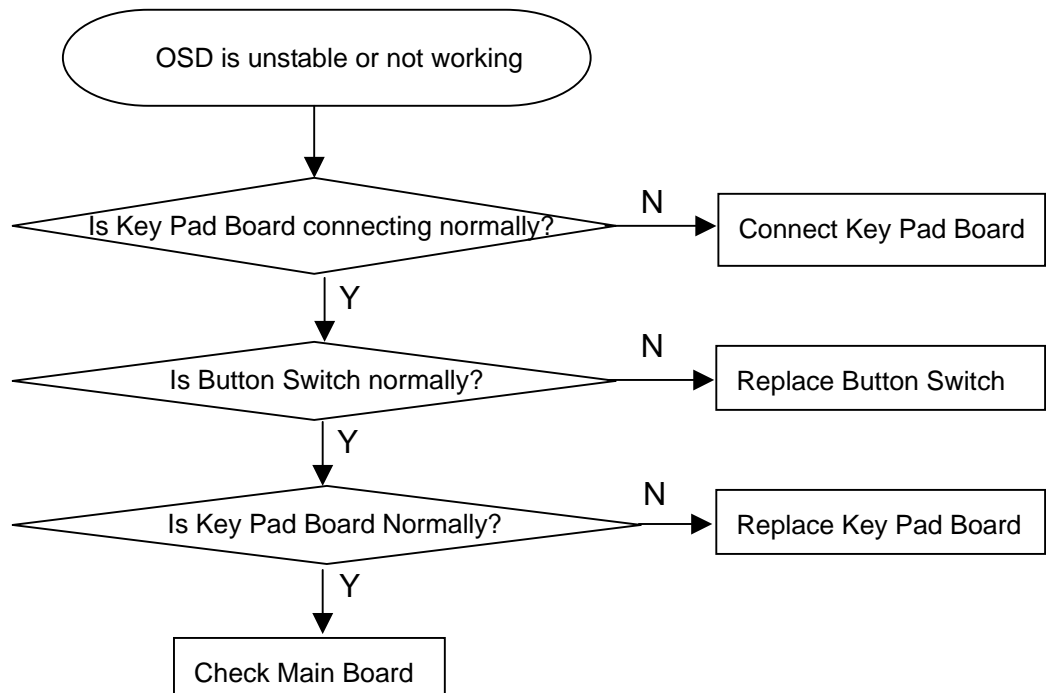 OSD is unstable or not working
Is Key Pad Board connecting normally?
N
Connect Key Pad Board
Y
Is Button Switch normally?
N
Replace Button Switch
Y
Is Key Pad Board Normally?
N
Replace Key Pad Board
Y
Check Main Board